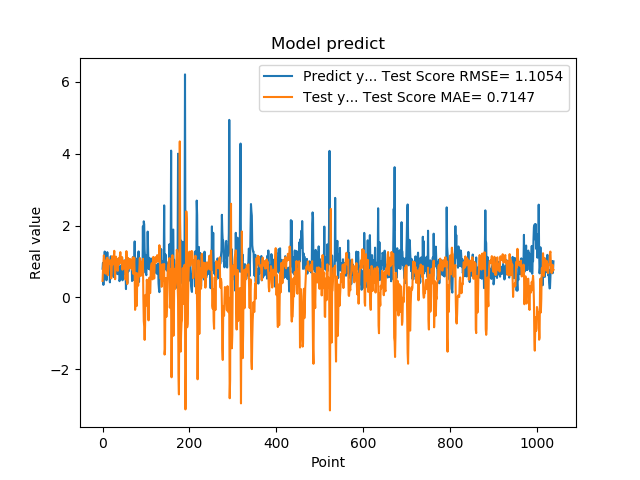 Model predict
Predict y... Test Score RMSE= 1.1054
Test y... Test Score MAE= 0.7147
Real value
6
4
2
0
−2
0 200 400 600 800 1000
Point